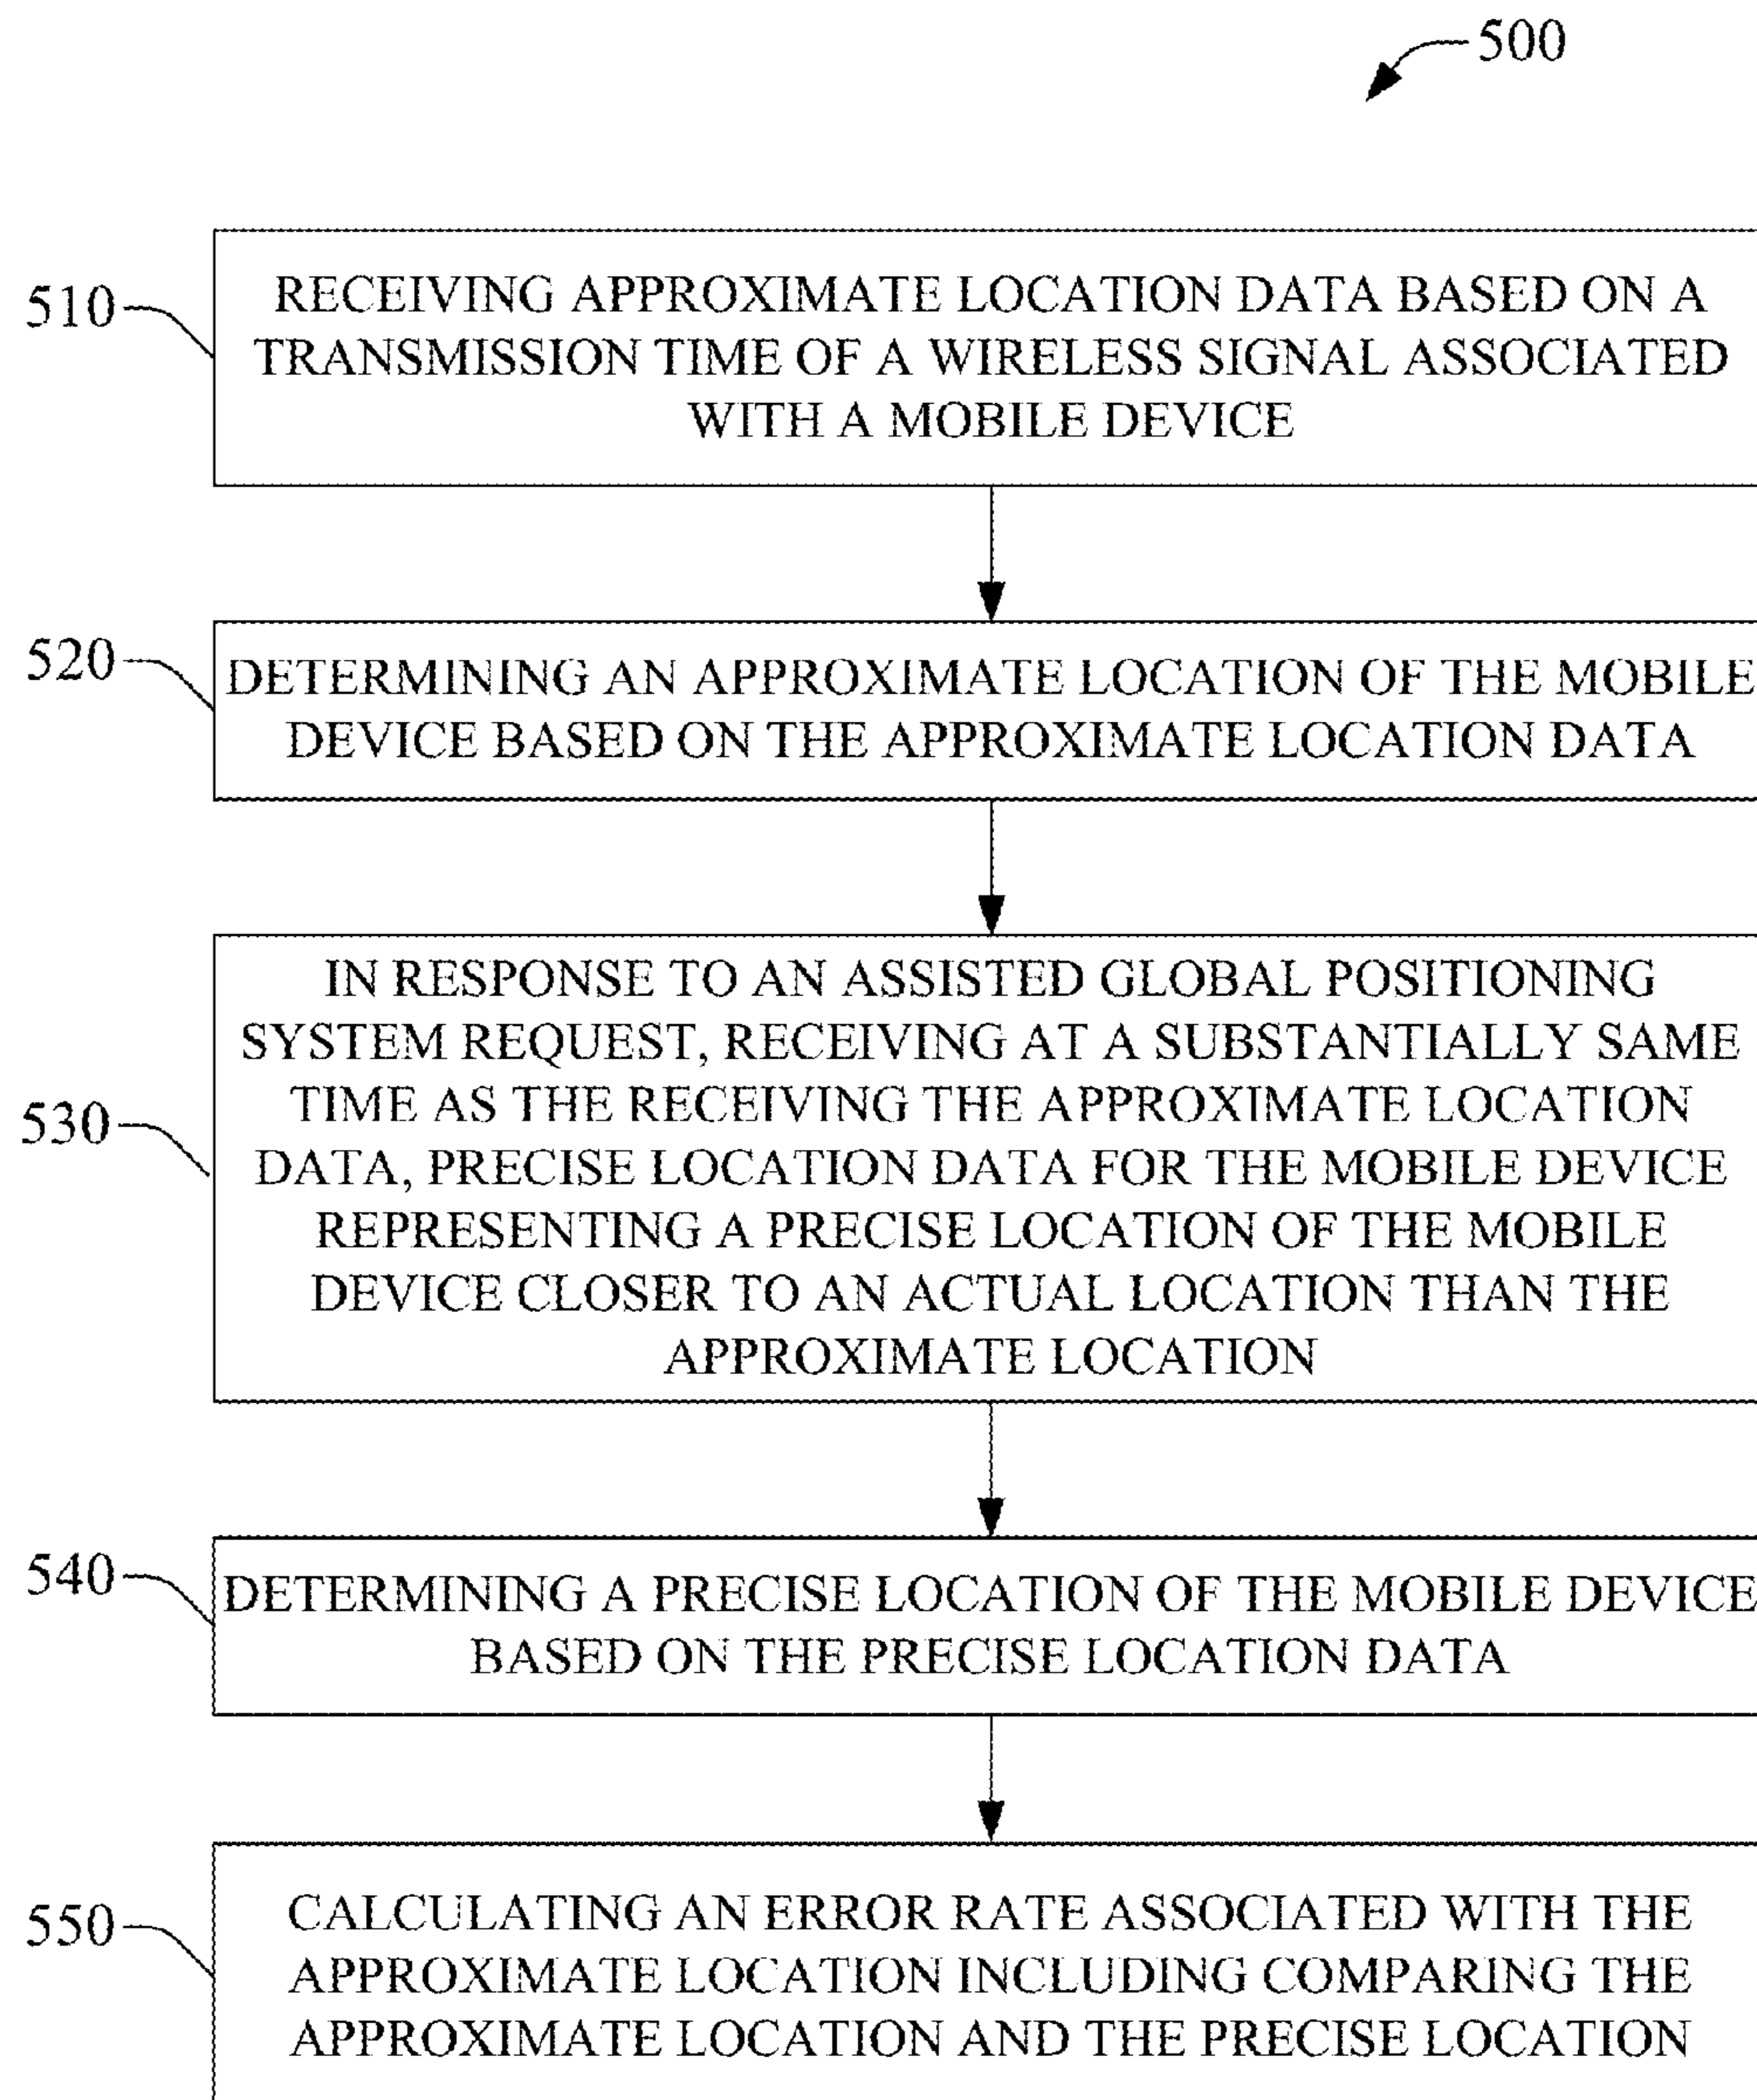 500
510
RECEIVING APPROXIMATE LOCATION DATA BASED ON A
TRANSMISSION TIME OF A WIRELESS SIGNAL ASSOCIATED
WITH A MOBILE DEVICE
520
DETERMINING AN APPROXIMATE LOCATION OF THE MOBILE
DEVICE BASED ON THE APPROXIMATE LOCATION DATA
530
IN RESPONSE TO AN ASSISTED GLOBAL POSITIONING
SYSTEM REQUEST, RECEIVING AT A SUBSTANTIALLY SAME
TIME AS THE RECEIVING THE APPROXIMATE LOCATION
DATA, PRECISE LOCATION DATA FOR THE MOBILE DEVICE
REPRESENTING A PRECISE LOCATION OF THE MOBILE
DEVICE CLOSER TO AN ACTUAL LOCATION THAN THE
APPROXIMATE LOCATION
540
DETERMINING A PRECISE LOCATION OF THE MOBILE DEVICE
BASED ON THE PRECISE LOCATION DATA
550
CALCULATING AN ERROR RATE ASSOCIATED WITH THE
APPROXIMATE LOCATION INCLUDING COMPARING THE
APPROXIMATE LOCATION AND THE PRECISE LOCATION